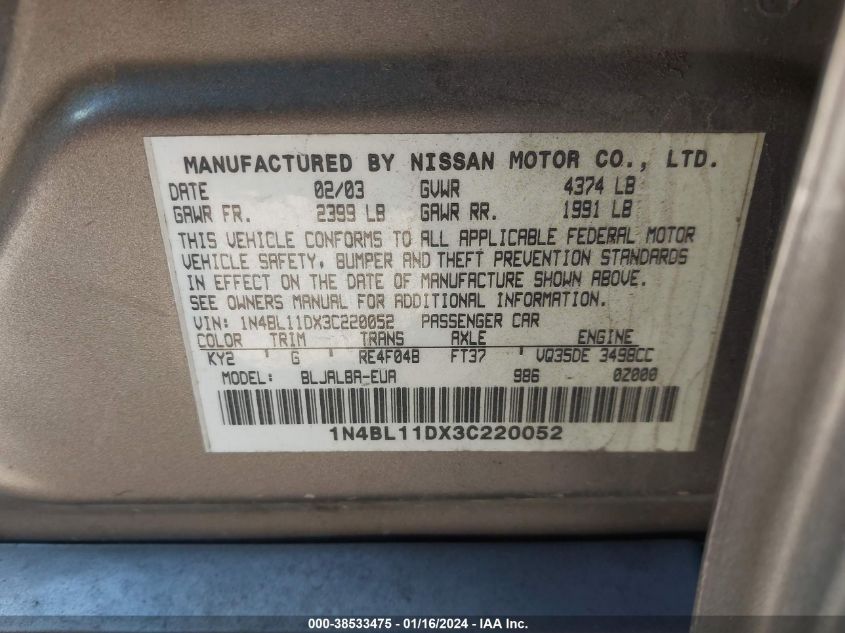 MANUFACTURED BY NISSAN MOTOR CO., LTD.
DATE 02/03 GVWR 4374 LB
GAWR FR. 2399 LB GAWR RR. 1991 LB
THIS VEHICLE CONFORMS TO ALL APPLICABLE FEDERAL MOTOR
VEHICLE SAFETY, BUMPER AND THEFT PREVENTION STANDARDS
IN EFFECT ON THE DATE OF MANUFACTURE SHOWN ABOVE.
SEE OWNERS MANUAL FOR ADDITIONAL INFORMATION.
VIN: 1N4BL11DX3C220052 PASSENGER CAR
COLOR TRIM TRANS AXLE ENGINE
KY2 ' G ' RE4F04B FT37 ' VQ35DE 3498CC
MODEL: BLJALBA-EUA 986 - 0Z000
1N4BL11DX3C220052
000-38533475 - 01/16/2024 - IAA Inc.